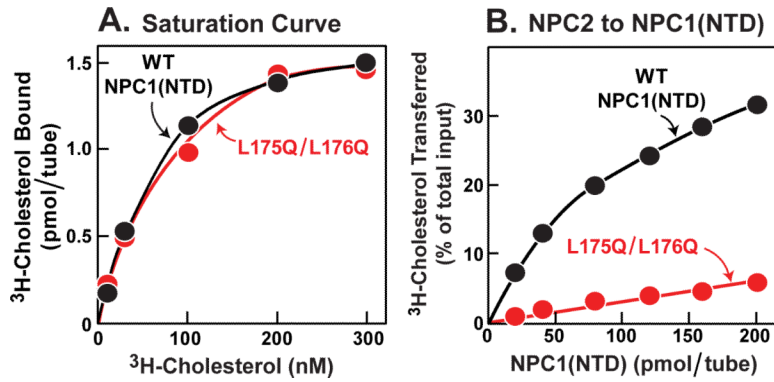 A. Saturation Curve
³H-Cholesterol Bound
(pmol/tube)
1.5
1.0
0.5
0
WT
NPC1(NTD)
L175Q/L176Q
0 100 200 300
³H-Cholesterol (nM)
B. NPC2 to NPC1(NTD)
³H-Cholesterol Transferred
(% of total input)
30
20
10
0
WT
NPC1(NTD)
L175Q/L176Q
0 50 100 150 200
NPC1(NTD) (pmol/tube)